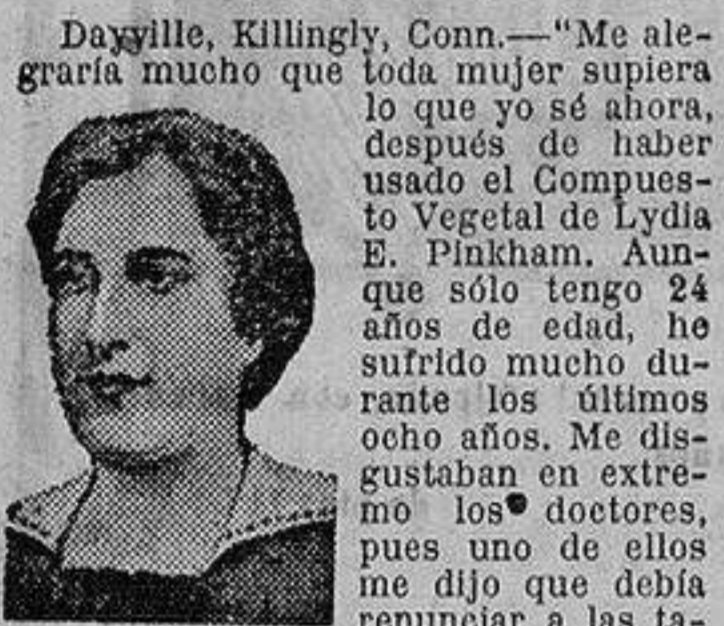 Dayville, Killingly, Conn.—“Me ale-
graría mucho que toda mujer supiera
lo que yo sé ahora,
después de haber
usado el Compues-
to Vegetal de Lydia
E. Pinkham. Aun-
que sólo tengo 24
años de edad, he
sufrido mucho du-
rante los últimos
ocho años. Me dis-
gustaban en extre-
mo los doctores,
pues uno de ellos
me dijo que debía
renunciar a las ta-